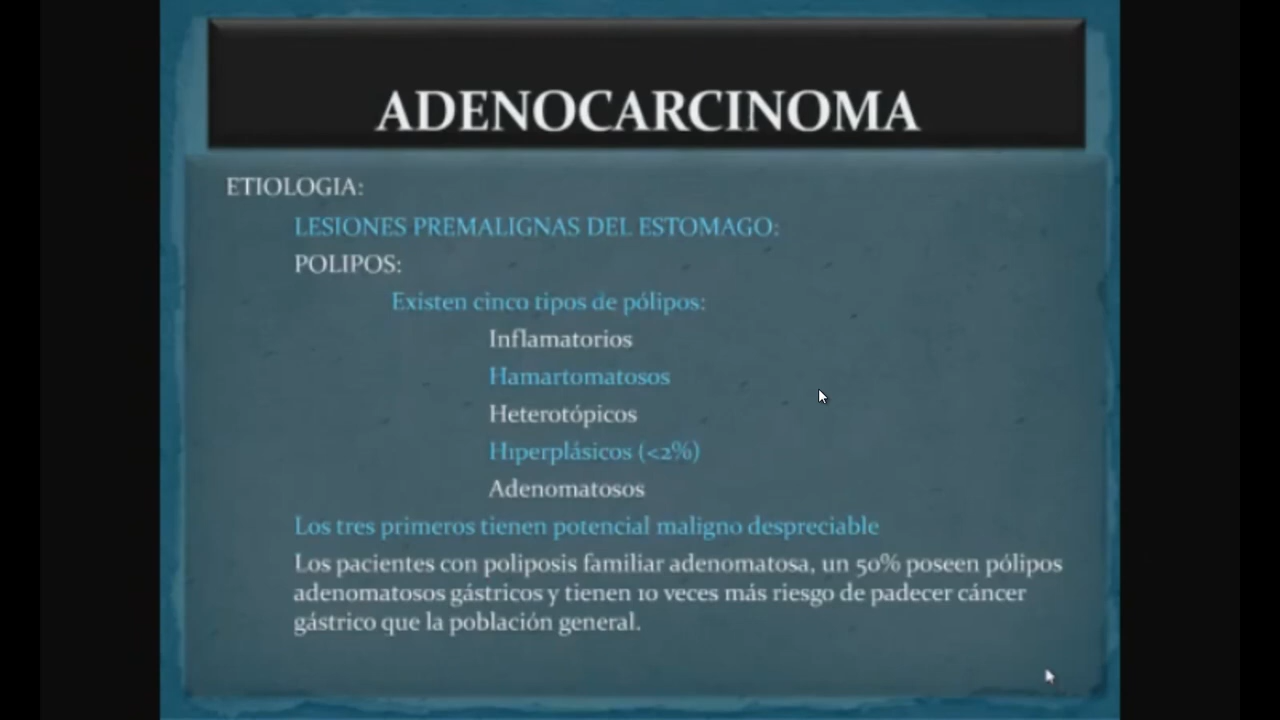 ADENOCARCINOMA
ETIOLOGIA:
LESIONES PREMALIGNAS DEL ESTOMAGO:
POLIPOS:
Existen cinco tipos de pólipos:
Inflamatorios
Hamartomatosos
Heterotópicos
Hiperplásicos (<2%)
Adenomatosos
Los tres primeros tienen potencial maligno despreciable
Los pacientes con poliposis familiar adenomatosa, un 50% poseen pólipos
adenomatosos gástricos y tienen 10 veces más riesgo de padecer cáncer
gástrico que la población general.